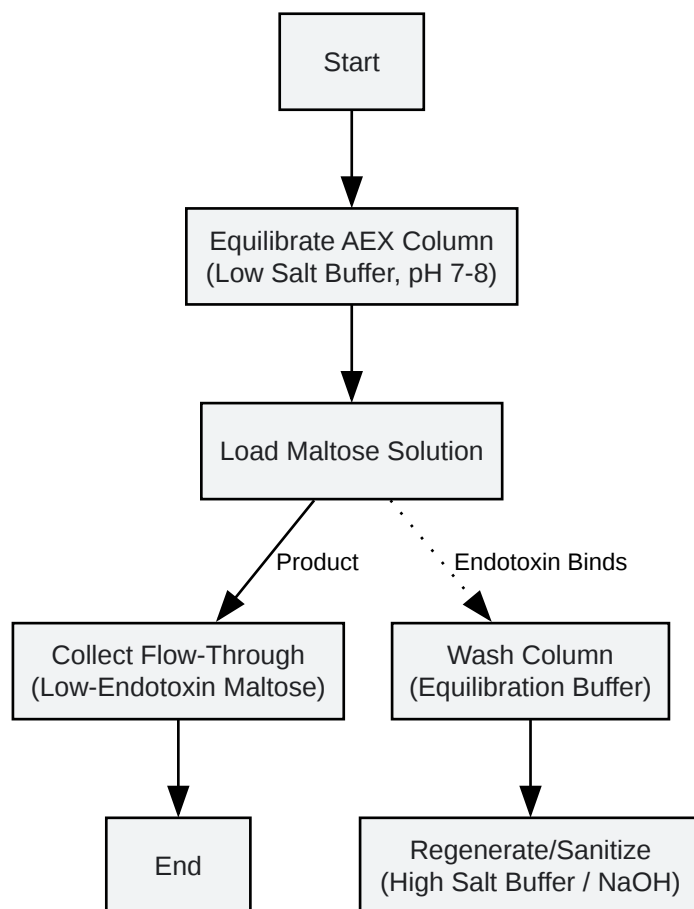 Start
Equilibrate AEX Column
(Low Salt Buffer, pH 7-8)
Load Maltose Solution
Product
Endotoxin Binds
Collect Flow-Through
(Low-Endotoxin Maltose)
Wash Column
(Equilibration Buffer)
End
Regenerate/Sanitize
(High Salt Buffer / NaOH)